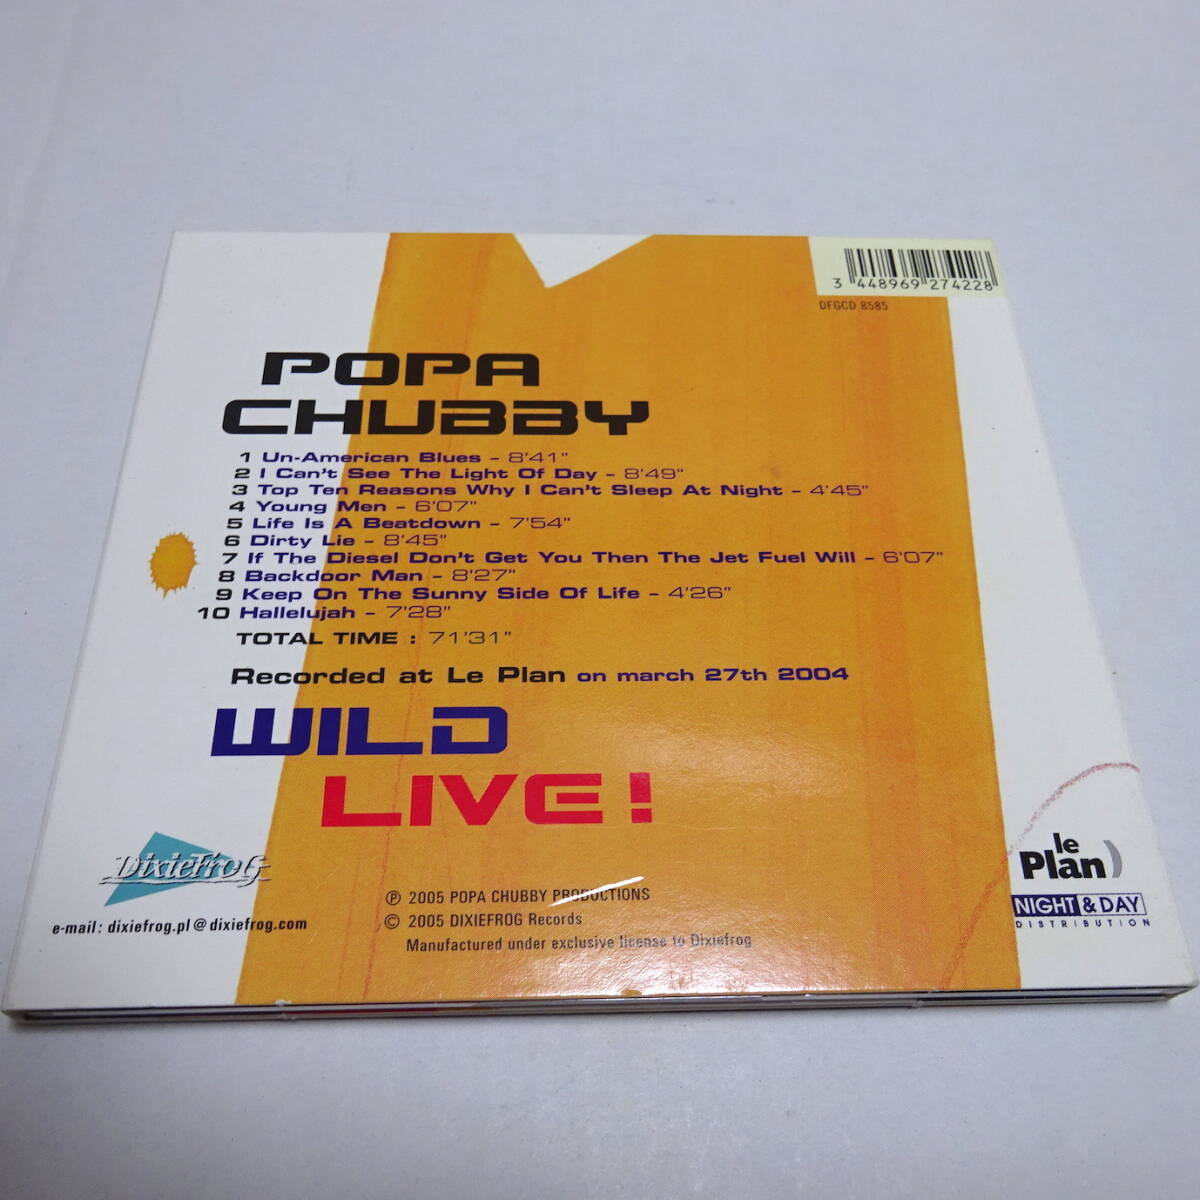 3 448969 274228
DFGCD 8585
POPA
CHUBBY
1 Un-American Blues - 8'41"
2 I Can't See The Light Of Day - 8'49"
3 Top Ten Reasons Why I Can't Sleep At Night - 4'45"
4 Young Men - 6'07"
5 Life Is A Beatdown - 7'54"
6 Dirty Lie - 8'45"
7 If The Diesel Don't Get You Then The Jet Fuel Will - 6'07"
8 Backdoor Man - 8'27"
9 Keep On The Sunny Side Of Life - 4'26"
10 Hallelujah - 7'28"
TOTAL TIME : 71'31"
Recorded at Le Plan on march 27th 2004
WILD
LIVE!
DixieFrog
e-mail: dixiefrog.pl@dixiefrog.com
℗ 2005 POPA CHUBBY PRODUCTIONS
© 2005 DIXIEFROG Records
Manufactured under exclusive license to Dixiefrog
le
Plan)
NIGHT & DAY
DISTRIBUTION